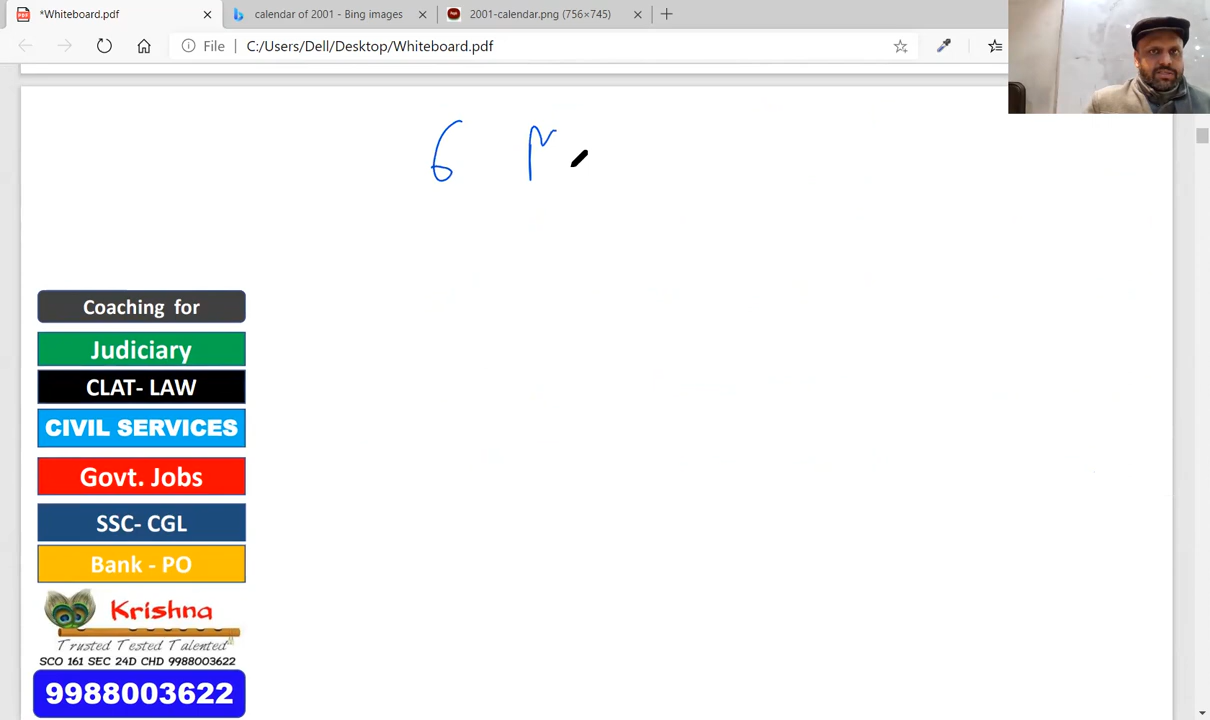 *Whiteboard.pdf
calendar of 2001 - Bing images
2001-calendar.png (756×745)
File C:/Users/Dell/Desktop/Whiteboard.pdf
6
Coaching for
Judiciary
CLAT- LAW
CIVIL SERVICES
Govt. Jobs
SSC- CGL
Bank - PO
Krishna
Trusted Tested Talented
SCO 161 SEC 24D CHD 9988003622
9988003622